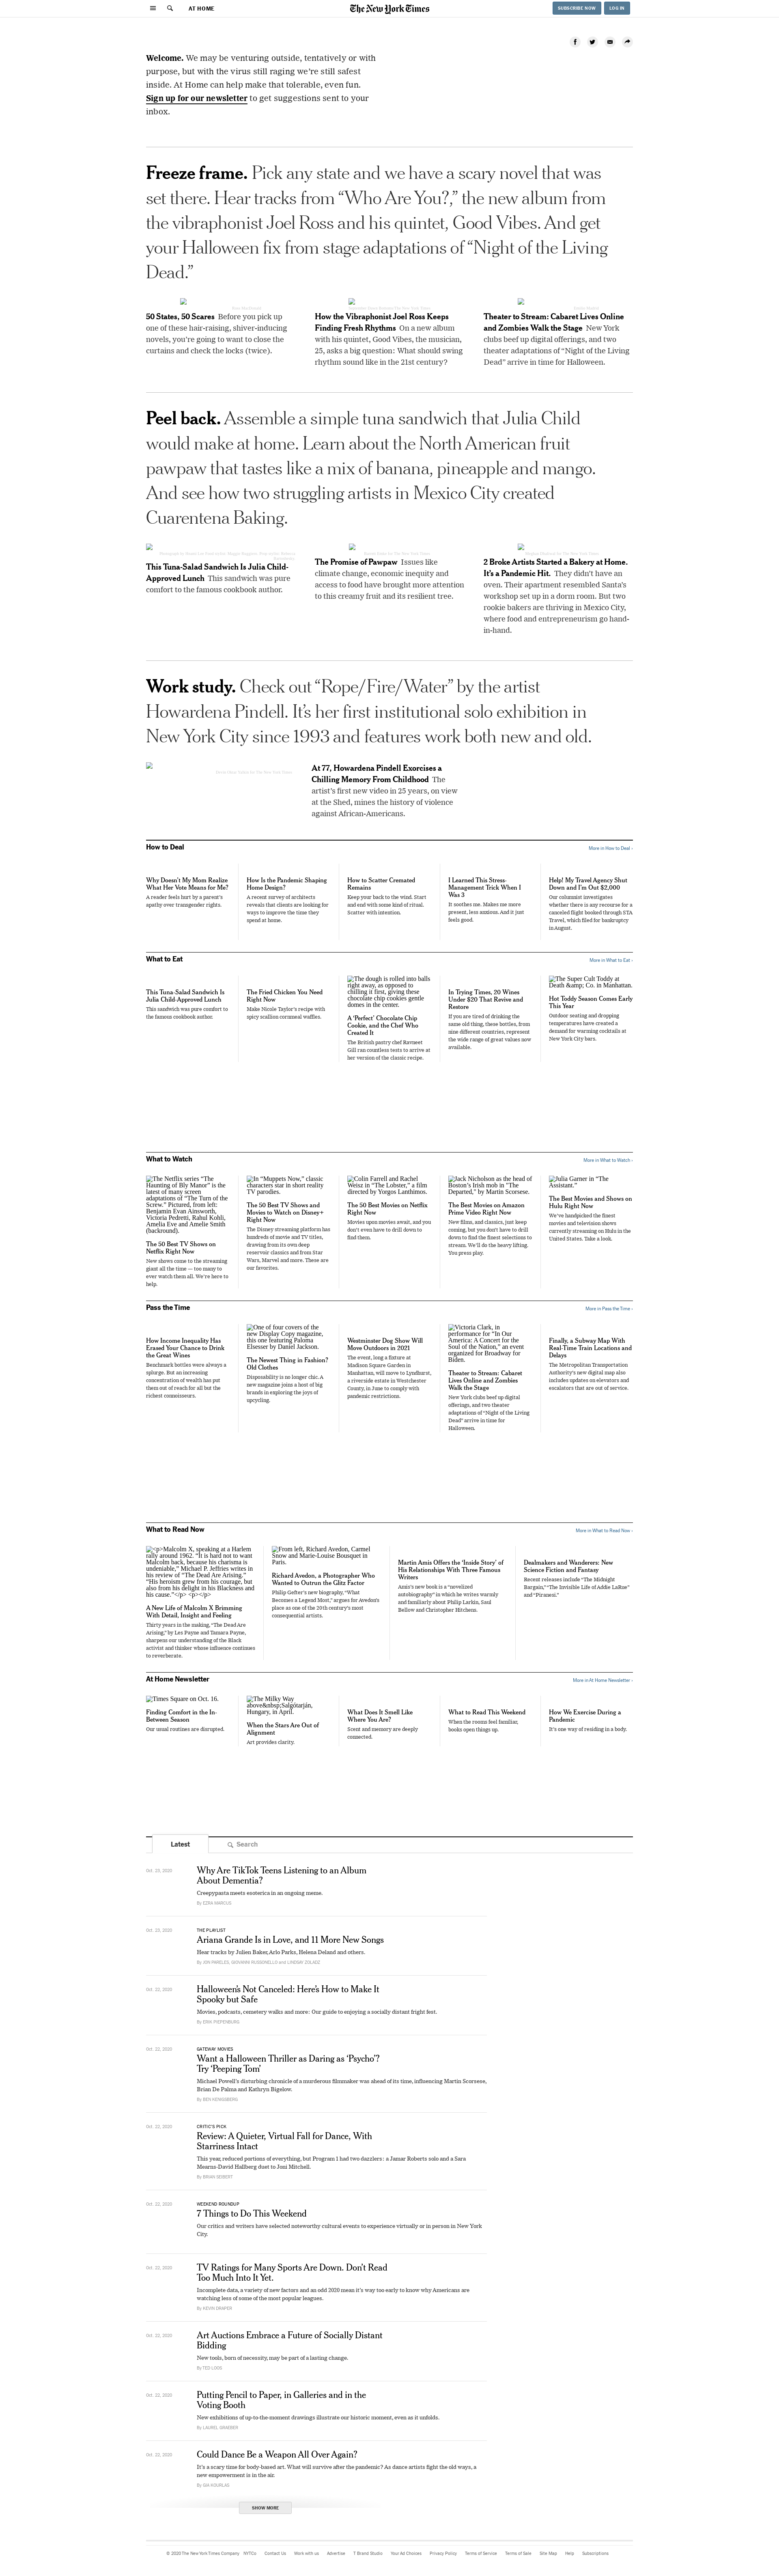 AT HOME
The New York Times
SUBSCRIBE NOW
LOG IN
Welcome. We may be venturing outside, tentatively or with
purpose, but with the virus still raging we're still safest
inside. At Home can help make that tolerable, even fun.
Sign up for our newsletter to get suggestions sent to your
inbox.
Freeze frame. Pick any state and we have a scary novel that was
set there. Hear tracks from “Who Are You?,” the new album from
the vibraphonist Joel Ross and his quintet, Good Vibes. And get
your Halloween fix from stage adaptations of “Night of the Living
Dead.”
50 States, 50 Scares Before you pick up
one of these hair-raising, shiver-inducing
novels, you're going to want to close the
curtains and check the locks (twice).
How the Vibraphonist Joel Ross Keeps
Finding Fresh Rhythms On a new album
with his quintet, Good Vibes, the musician,
25, asks a big question: What should swing
rhythm sound like in the 21st century?
Theater to Stream: Cabaret Lives Online
and Zombies Walk the Stage New York
clubs beef up digital offerings, and two
theater adaptations of “Night of the Living
Dead” arrive in time for Halloween.
Peel back. Assemble a simple tuna sandwich that Julia Child
would make at home. Learn about the North American fruit
pawpaw that tastes like a mix of banana, pineapple and mango.
And see how two struggling artists in Mexico City created
Cuarentena Baking.
This Tuna-Salad Sandwich Is Julia Child-
Approved Lunch This sandwich was pure
comfort to the famous cookbook author.
The Promise of Pawpaw Issues like
climate change, economic inequity and
access to food have brought more attention
to this creamy fruit and its resilient tree.
2 Broke Artists Started a Bakery at Home.
It's a Pandemic Hit. They didn't have an
oven. Their apartment resembled Santa's
workshop set up in a dorm room. But two
rookie bakers are thriving in Mexico City,
where food and entrepreneurism go hand-
in-hand.
Work study. Check out “Rope/Fire/Water” by the artist
Howardena Pindell. It's her first institutional solo exhibition in
New York City since 1993 and features work both new and old.
At 77, Howardena Pindell Exorcises a
Chilling Memory From Childhood The
artist's first new video in 25 years, on view
at the Shed, mines the history of violence
against African-Americans.
How to Deal
More in How to Deal ›
Why Doesn't My Mom Realize
What Her Vote Means for Me?
A reader feels hurt by a parent's
apathy over transgender rights.
How Is the Pandemic Shaping
Home Design?
A recent survey of architects
reveals that clients are looking for
ways to improve the time they
spend at home.
How to Scatter Cremated
Remains
Keep your back to the wind. Start
and end with some kind of ritual.
Scatter with intention.
I Learned This Stress-
Management Trick When I
Was 3
It soothes me. Makes me more
present, less anxious. And it just
feels good.
Help! My Travel Agency Shut
Down and I'm Out $2,000
Our columnist investigates
whether there is any recourse for a
canceled flight booked through STA
Travel, which filed for bankruptcy
in August.
What to Eat
More in What to Eat ›
This Tuna-Salad Sandwich Is
Julia Child-Approved Lunch
This sandwich was pure comfort to
the famous cookbook author.
The Fried Chicken You Need
Right Now
Make Nicole Taylor's recipe with
spicy scallion cornmeal waffles.
The dough is rolled into balls
right away, as opposed to
chilling it first, giving these
chocolate chip cookies gentle
domes in the center.
A ‘Perfect’ Chocolate Chip
Cookie, and the Chef Who
Created It
The British pastry chef Ravneet
Gill ran countless tests to arrive at
her version of the classic recipe.
In Trying Times, 20 Wines
Under $20 That Revive and
Restore
If you are tired of drinking the
same old thing, these bottles, from
nine different countries, represent
the wide range of great values now
available.
The Super Cult Toddy at
Death &amp; Co. in Manhattan.
Hot Toddy Season Comes Early
This Year
Outdoor seating and dropping
temperatures have created a
demand for warming cocktails at
New York City bars.
What to Watch
More in What to Watch ›
The Netflix series “The
Haunting of Bly Manor” is the
latest of many screen
adaptations of “The Turn of the
Screw.” Pictured, from left:
Benjamin Evan Ainsworth,
Victoria Pedretti, Rahul Kohli,
Amelia Eve and Amelie Smith
(background).
The 50 Best TV Shows on
Netflix Right Now
New shows come to the streaming
giant all the time — too many to
ever watch them all. We're here to
help.
In “Muppets Now,” classic
characters star in short reality
TV parodies.
The 50 Best TV Shows and
Movies to Watch on Disney+
Right Now
The Disney streaming platform has
hundreds of movie and TV titles,
drawing from its own deep
reservoir classics and from Star
Wars, Marvel and more. These are
our favorites.
Colin Farrell and Rachel
Weisz in “The Lobster,” a film
directed by Yorgos Lanthimos.
The 50 Best Movies on Netflix
Right Now
Movies upon movies await, and you
don't even have to drill down to
find them.
Jack Nicholson as the head of
Boston's Irish mob in "The
Departed," by Martin Scorsese.
The Best Movies on Amazon
Prime Video Right Now
New films, and classics, just keep
coming, but you don't have to drill
down to find the finest selections to
stream. We'll do the heavy lifting.
You press play.
Julia Garner in “The
Assistant.”
The Best Movies and Shows on
Hulu Right Now
We've handpicked the finest
movies and television shows
currently streaming on Hulu in the
United States. Take a look.
Pass the Time
More in Pass the Time ›
How Income Inequality Has
Erased Your Chance to Drink
the Great Wines
Benchmark bottles were always a
splurge. But an increasing
concentration of wealth has put
them out of reach for all but the
richest connoisseurs.
One of four covers of the
new Display Copy magazine,
this one featuring Paloma
Elsesser by Daniel Jackson.
The Newest Thing in Fashion?
Old Clothes
Disposability is no longer chic. A
new magazine joins a host of big
brands in exploring the joys of
upcycling.
Westminster Dog Show Will
Move Outdoors in 2021
The event, long a fixture at
Madison Square Garden in
Manhattan, will move to Lyndhurst,
a riverside estate in Westchester
County, in June to comply with
pandemic restrictions.
Victoria Clark, in
performance for “In Our
America: A Concert for the
Soul of the Nation,” an event
organized for Broadway for
Biden.
Theater to Stream: Cabaret
Lives Online and Zombies
Walk the Stage
New York clubs beef up digital
offerings, and two theater
adaptations of “Night of the Living
Dead” arrive in time for
Halloween.
Finally, a Subway Map With
Real-Time Train Locations and
Delays
The Metropolitan Transportation
Authority's new digital map also
includes updates on elevators and
escalators that are out of service.
What to Read Now
More in What to Read Now ›
<p>Malcolm X, speaking at a Harlem
rally around 1962. “It is hard not to want
Malcolm back, because his charisma is
undeniable,” Michael P. Jeffries writes in
his review of “The Dead Are Arising.”
“His heroism grew from his courage, but
also from his delight in his Blackness and
his cause.”</p> <p></p>
A New Life of Malcolm X Brimming
With Detail, Insight and Feeling
Thirty years in the making, “The Dead Are
Arising,” by Les Payne and Tamara Payne,
sharpens our understanding of the Black
activist and thinker whose influence continues
to reverberate.
From left, Richard Avedon, Carmel
Snow and Marie-Louise Bousquet in
Paris.
Richard Avedon, a Photographer Who
Wanted to Outrun the Glitz Factor
Philip Gefter's new biography, “What
Becomes a Legend Most,” argues for Avedon's
place as one of the 20th century's most
consequential artists.
Martin Amis Offers the ‘Inside Story’ of
His Relationships With Three Famous
Writers
Amis's new book is a “novelized
autobiography” in which he writes warmly
and familiarly about Philip Larkin, Saul
Bellow and Christopher Hitchens.
Dealmakers and Wanderers: New
Science Fiction and Fantasy
Recent releases include “The Midnight
Bargain,” “The Invisible Life of Addie LaRue”
and “Piranesi.”
At Home Newsletter
More in At Home Newsletter ›
Times Square on Oct. 16.
Finding Comfort in the In-
Between Season
Our usual routines are disrupted.
The Milky Way
above&nbsp;Salgótarján,
Hungary, in April.
When the Stars Are Out of
Alignment
Art provides clarity.
What Does It Smell Like
Where You Are?
Scent and memory are deeply
connected.
What to Read This Weekend
When the rooms feel familiar,
books open things up.
How We Exercise During a
Pandemic
It's one way of residing in a body.
Latest
Search
Oct. 23, 2020
Why Are TikTok Teens Listening to an Album
About Dementia?
Creepypasta meets esoterica in an ongoing meme.
By EZRA MARCUS
Oct. 23, 2020
THE PLAYLIST
Ariana Grande Is in Love, and 11 More New Songs
Hear tracks by Julien Baker, Arlo Parks, Helena Deland and others.
By JON PARELES, GIOVANNI RUSSONELLO and LINDSAY ZOLADZ
Oct. 22, 2020
Halloween's Not Canceled: Here's How to Make It
Spooky but Safe
Movies, podcasts, cemetery walks and more: Our guide to enjoying a socially distant fright fest.
By ERIK PIEPENBURG
Oct. 22, 2020
GATEWAY MOVIES
Want a Halloween Thriller as Daring as ‘Psycho’?
Try ‘Peeping Tom’
Michael Powell's disturbing chronicle of a murderous filmmaker was ahead of its time, influencing Martin Scorsese,
Brian De Palma and Kathryn Bigelow.
By BEN KENIGSBERG
Oct. 22, 2020
CRITIC'S PICK
Review: A Quieter, Virtual Fall for Dance, With
Starriness Intact
This year, reduced portions of everything, but Program 1 had two dazzlers: a Jamar Roberts solo and a Sara
Mearns-David Hallberg duet to Joni Mitchell.
By BRIAN SEIBERT
Oct. 22, 2020
WEEKEND ROUNDUP
7 Things to Do This Weekend
Our critics and writers have selected noteworthy cultural events to experience virtually or in person in New York
City.
Oct. 22, 2020
TV Ratings for Many Sports Are Down. Don't Read
Too Much Into It Yet.
Incomplete data, a variety of new factors and an odd 2020 mean it's way too early to know why Americans are
watching less of some of the most popular leagues.
By KEVIN DRAPER
Oct. 22, 2020
Art Auctions Embrace a Future of Socially Distant
Bidding
New tools, born of necessity, may be part of a lasting change.
By TED LOOS
Oct. 22, 2020
Putting Pencil to Paper, in Galleries and in the
Voting Booth
New exhibitions of up-to-the-moment drawings illustrate our historic moment, even as it unfolds.
By LAUREL GRAEBER
Oct. 22, 2020
Could Dance Be a Weapon All Over Again?
It's a scary time for body-based art. What will survive after the pandemic? As dance artists fight the old ways, a
new empowerment is in the air.
By GIA KOURLAS
SHOW MORE
© 2020 The New York Times Company
NYTCo
Contact Us
Work with us
Advertise
T Brand Studio
Your Ad Choices
Privacy Policy
Terms of Service
Terms of Sale
Site Map
Help
Subscriptions